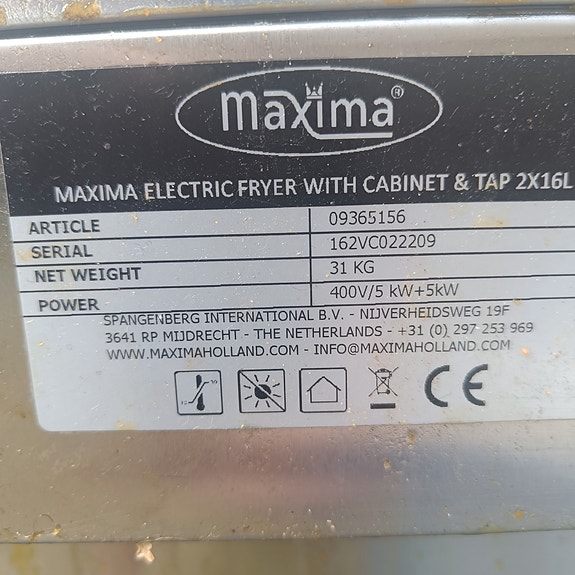 maxima®
MAXIMA ELECTRIC FRYER WITH CABINET & TAP 2X16L
ARTICLE 09365156
SERIAL 162VC022209
NET WEIGHT 31 KG
POWER 400V/5 kW+5kW
SPANGENBERG INTERNATIONAL B.V. - NIJVERHEIDSWEG 19F
3641 RP MIJDRECHT - THE NETHERLANDS - +31 (0) 297 253 969
WWW.MAXIMAHOLLAND.COM - INFO@MAXIMAHOLLAND.COM
CE